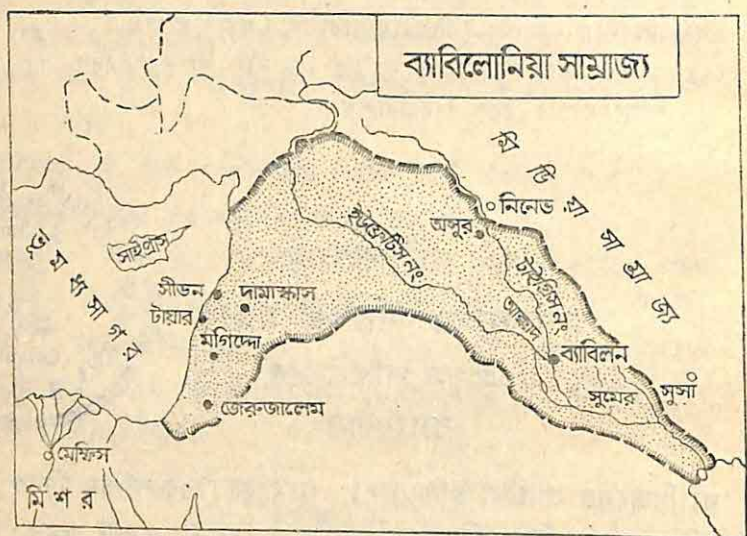 ব্যাবিলোনিয়া সাম্রাজ্য
মিডিয়া সাম্রাজ্য
নিনেভ
অসুর
ইউফ্রেটিস নং
টাইগ্রিস নং
আক্কাদ
ভূমধ্যসাগর
সাইপ্রাস
সীডন
দামাস্কাস
টায়ার
মগিদ্দো
ব্যাবিলন
সুমের
সুসা
জেরুজালেম
মেম্ফিস
মিশর